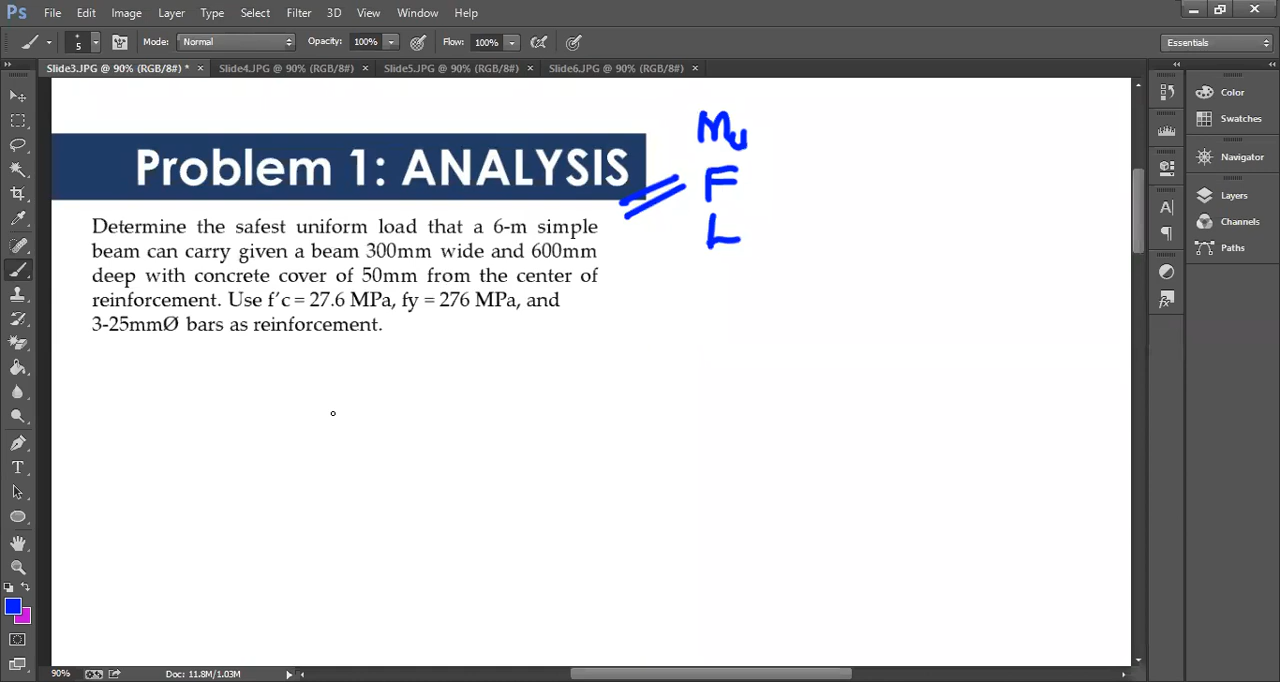 Ps File Edit Image Layer Type Select Filter 3D View Window Help
5 Mode: Normal Opacity: 100% Flow: 100% Essentials
Slide3.JPG @ 90% (RGB/8#) * × Slide4.JPG @ 90% (RGB/8#) × Slide5.JPG @ 90% (RGB/8#) × Slide6.JPG @ 90% (RGB/8#) ×
Problem 1: ANALYSIS
Determine the safest uniform load that a 6-m simple
beam can carry given a beam 300mm wide and 600mm
deep with concrete cover of 50mm from the center of
reinforcement. Use f'c = 27.6 MPa, fy = 276 MPa, and
3-25mmØ bars as reinforcement.
Mu
F
L
Color
Swatches
Navigator
Layers
Channels
Paths
90% Doc: 11.8M/1.03M